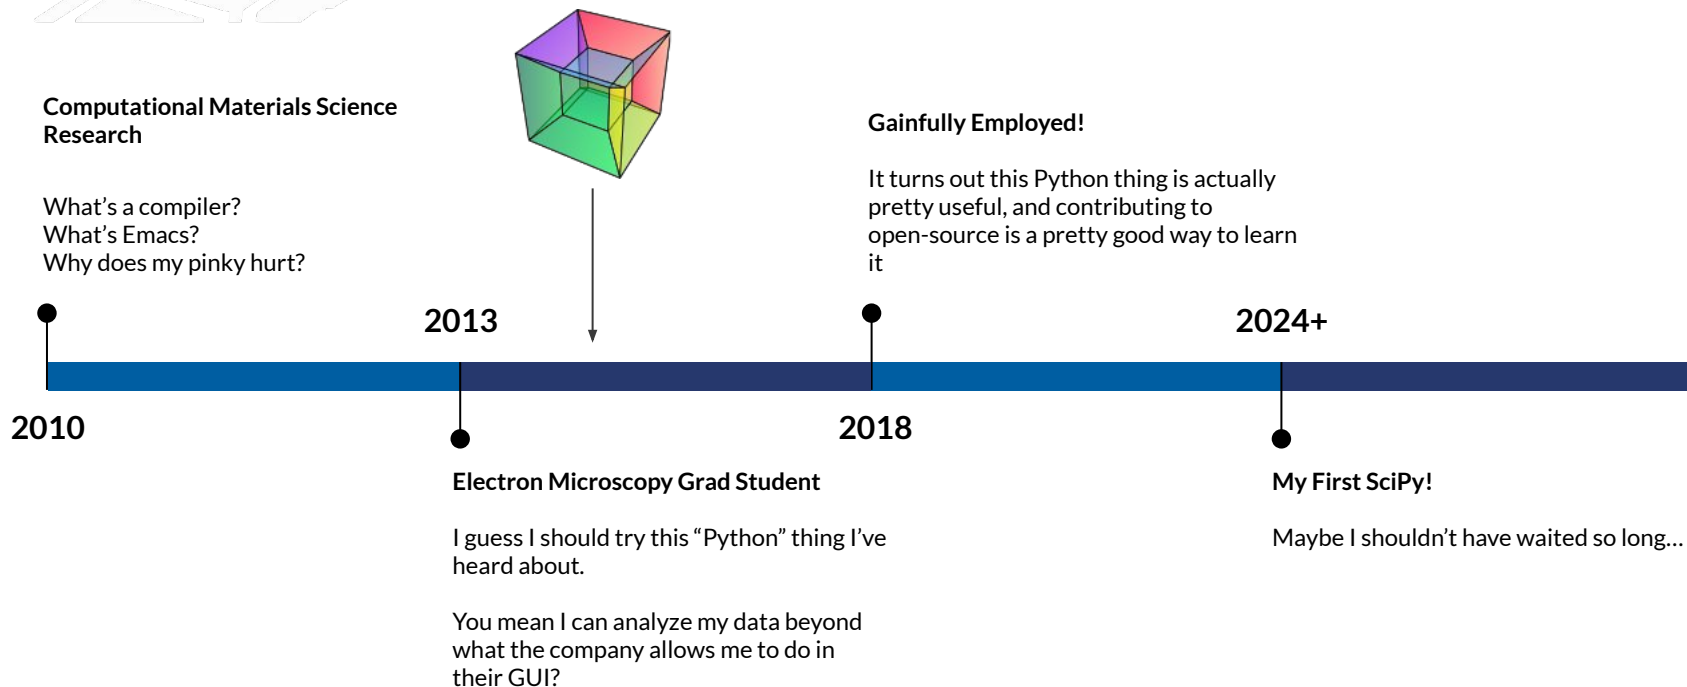 Computational Materials Science
Research
What’s a compiler?
What’s Emacs?
Why does my pinky hurt?
Gainfully Employed!
It turns out this Python thing is actually
pretty useful, and contributing to
open-source is a pretty good way to learn
it
2013
2024+
2010
2018
Electron Microscopy Grad Student
I guess I should try this “Python” thing I’ve
heard about.
You mean I can analyze my data beyond
what the company allows me to do in
their GUI?
My First SciPy!
Maybe I shouldn’t have waited so long…